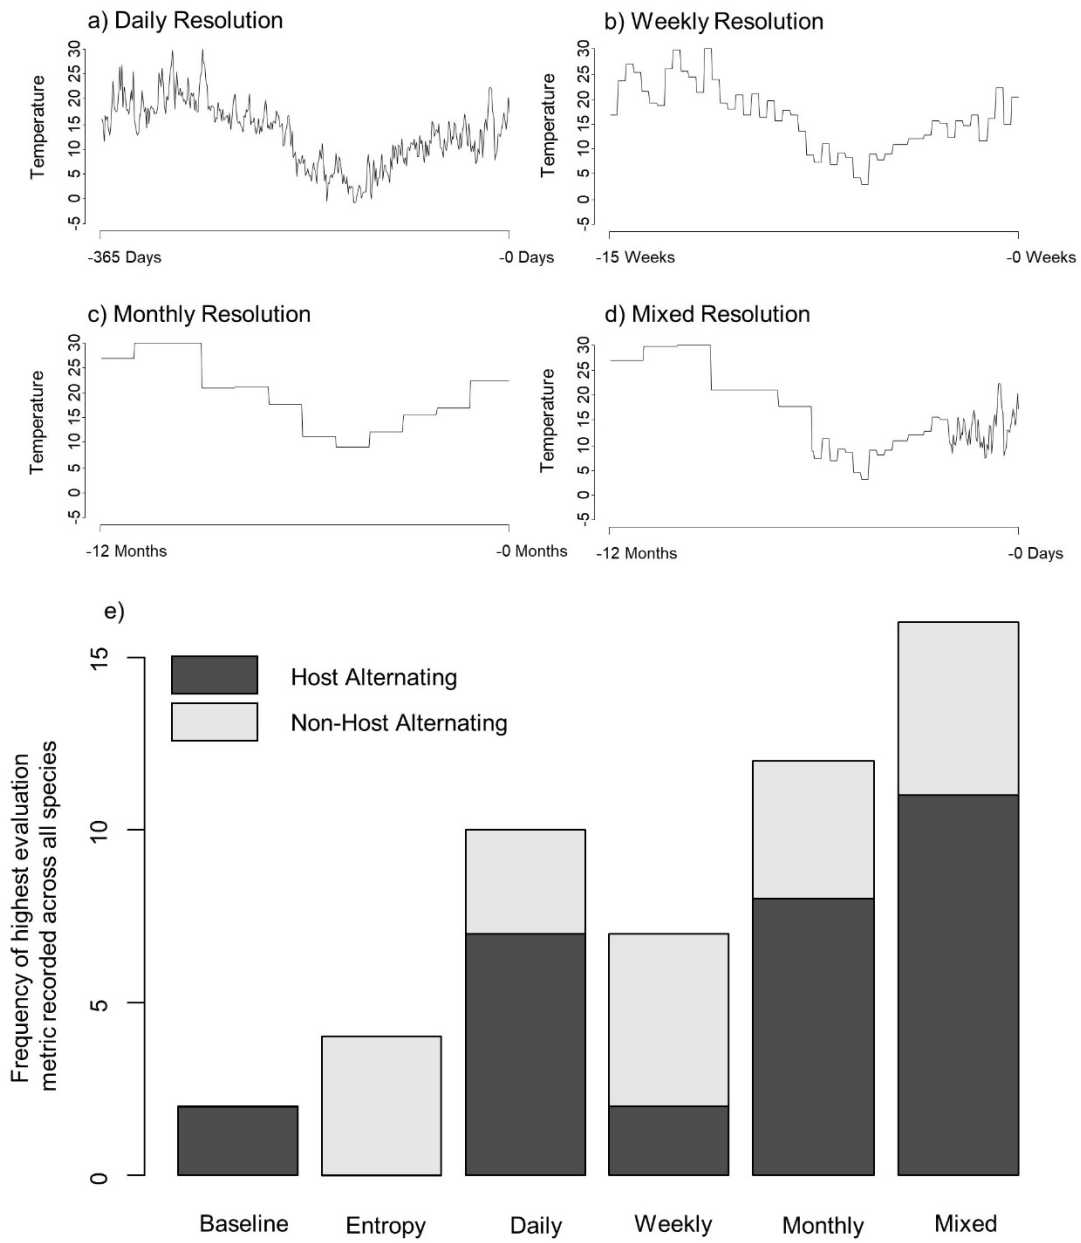 a) Daily Resolution
Temperature
30
25
20
15
10
5
0
-5
-365 Days
-0 Days
b) Weekly Resolution
Temperature
30
25
20
15
10
5
0
-5
-15 Weeks
-0 Weeks
c) Monthly Resolution
Temperature
30
25
20
15
10
5
0
-5
-12 Months
-0 Months
d) Mixed Resolution
Temperature
30
25
20
15
10
5
0
-5
-12 Months
-0 Days
e)
Host Alternating
Non-Host Alternating
Frequency of highest evaluation
metric recorded across all species
15
10
5
0
Baseline
Entropy
Daily
Weekly
Monthly
Mixed